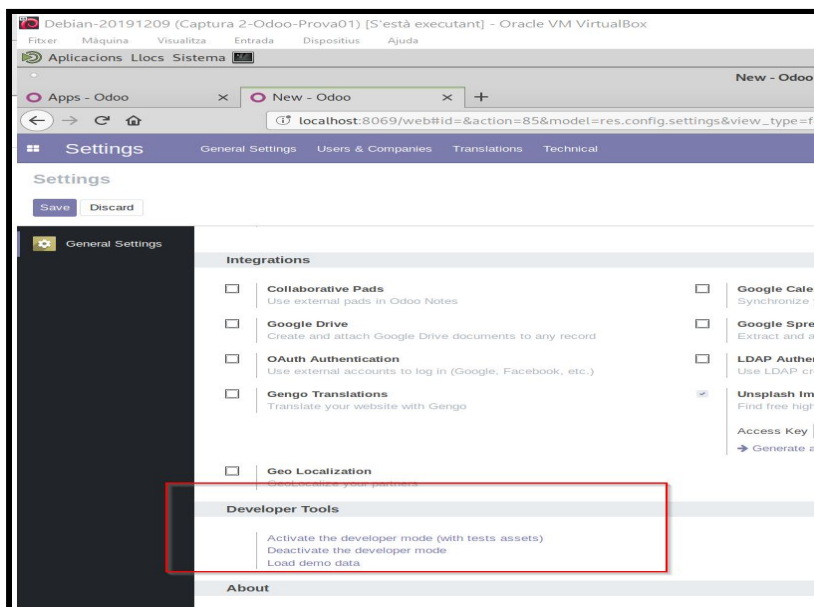 Debian-20191209 (Captura 2-Odoo-Prova01) [S'està executant] - Oracle VM VirtualBox
Fitxer Màquina Visualitza Entrada Dispositius Ajuda
Aplicacions Llocs Sistema
New - Odoo
Apps - Odoo × New - Odoo × +
localhost:8069/web#id=&action=85&model=res.config.settings&view_type=f
Settings General Settings Users & Companies Translations Technical
Settings
Save Discard
General Settings
Integrations
Collaborative Pads
Use external pads in Odoo Notes
Google Cale
Synchronize
Google Drive
Create and attach Google Drive documents to any record
Google Spre
Extract and a
OAuth Authentication
Use external accounts to log in (Google, Facebook, etc.)
LDAP Authe
Use LDAP cr
Gengo Translations
Translate your website with Gengo
Unsplash Im
Find free high
Access Key
Generate a
Geo Localization
GeoLocalize your partners
Developer Tools
Activate the developer mode (with tests assets)
Deactivate the developer mode
Load demo data
About